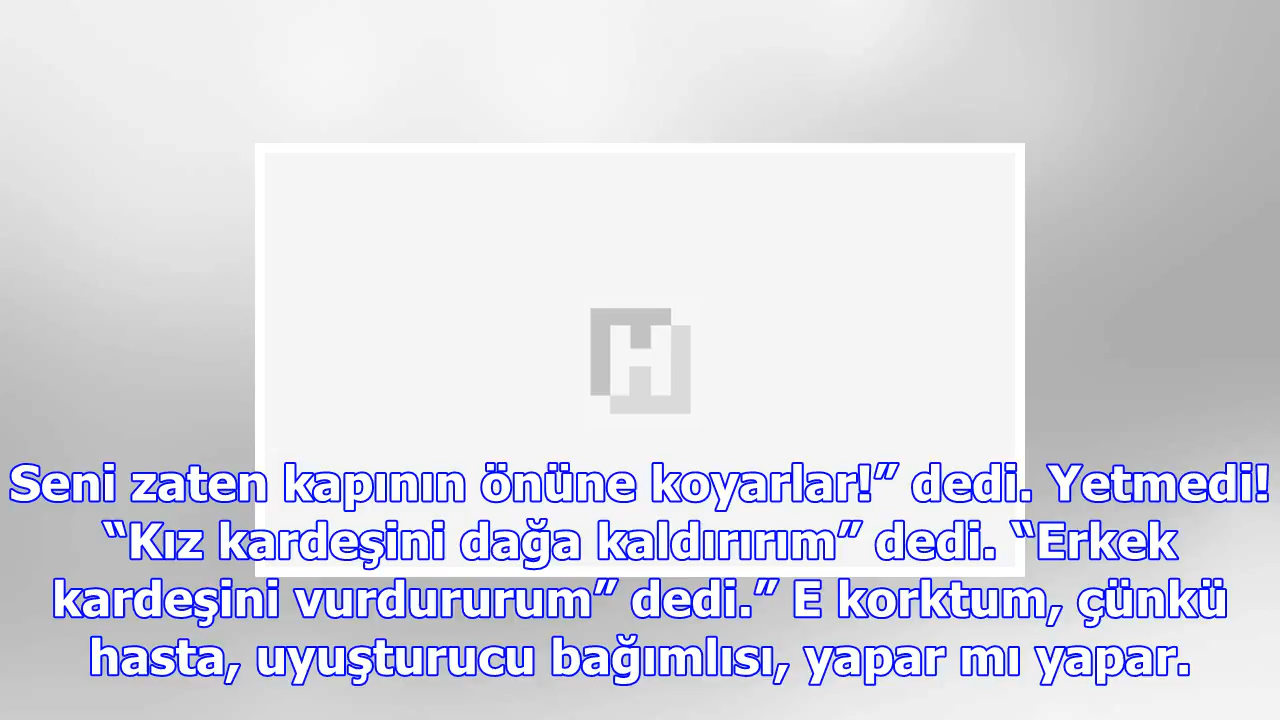 H
Seni zaten kapının önüne koyarlar!” dedi. Yetmedi!
“Kız kardeşini dağa kaldırırım” dedi. “Erkek
kardeşini vurdururum” dedi.” E korktum, çünkü
hasta, uyuşturucu bağımlısı, yapar mı yapar.